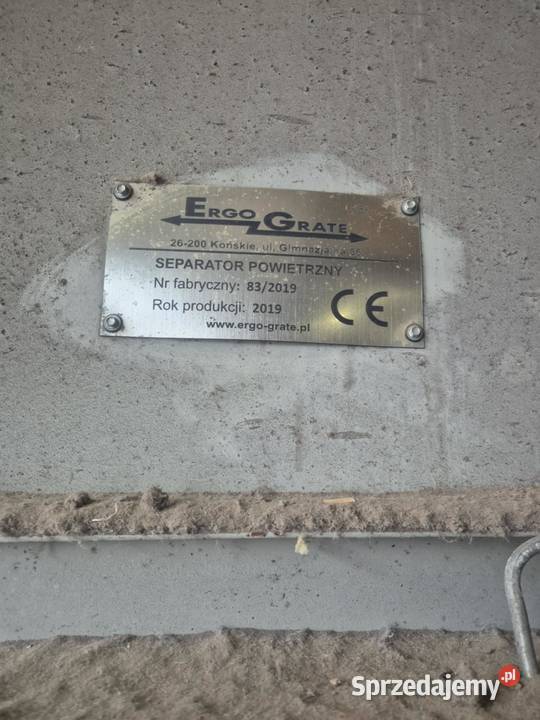 ERGO GRATE
26-200 Końskie, ul. Gimnazjalna
SEPARATOR POWIETRZNY
Nr fabryczny: 83/2019
Rok produkcji: 2019
CE
www.ergo-grate.pl
Sprzedajemy.pl